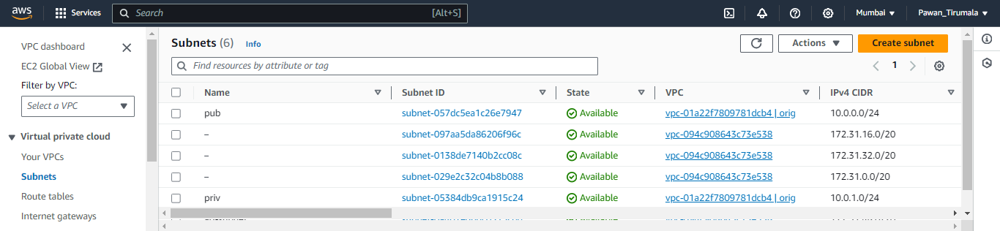 aws Services Search [Alt+S] Mumbai Pawan_Tirumala
VPC dashboard
EC2 Global View
Filter by VPC:
Select a VPC
Virtual private cloud
Your VPCs
Subnets
Route tables
Internet gateways
Subnets (6) Info Actions Create subnet
Find resources by attribute or tag 1
Name Subnet ID State VPC IPv4 CIDR
pub subnet-057dc5ea1c26e7947 Available vpc-01a22f7809781dcb4 | orig 10.0.0.0/24
– subnet-097aa5da86206f96c Available vpc-094c908643c73e538 172.31.16.0/20
– subnet-0138de7140b2cc08c Available vpc-094c908643c73e538 172.31.32.0/20
– subnet-029e2c32c04b8b088 Available vpc-094c908643c73e538 172.31.0.0/20
priv subnet-05384db9ca1915c24 Available vpc-01a22f7809781dcb4 | orig 10.0.1.0/24